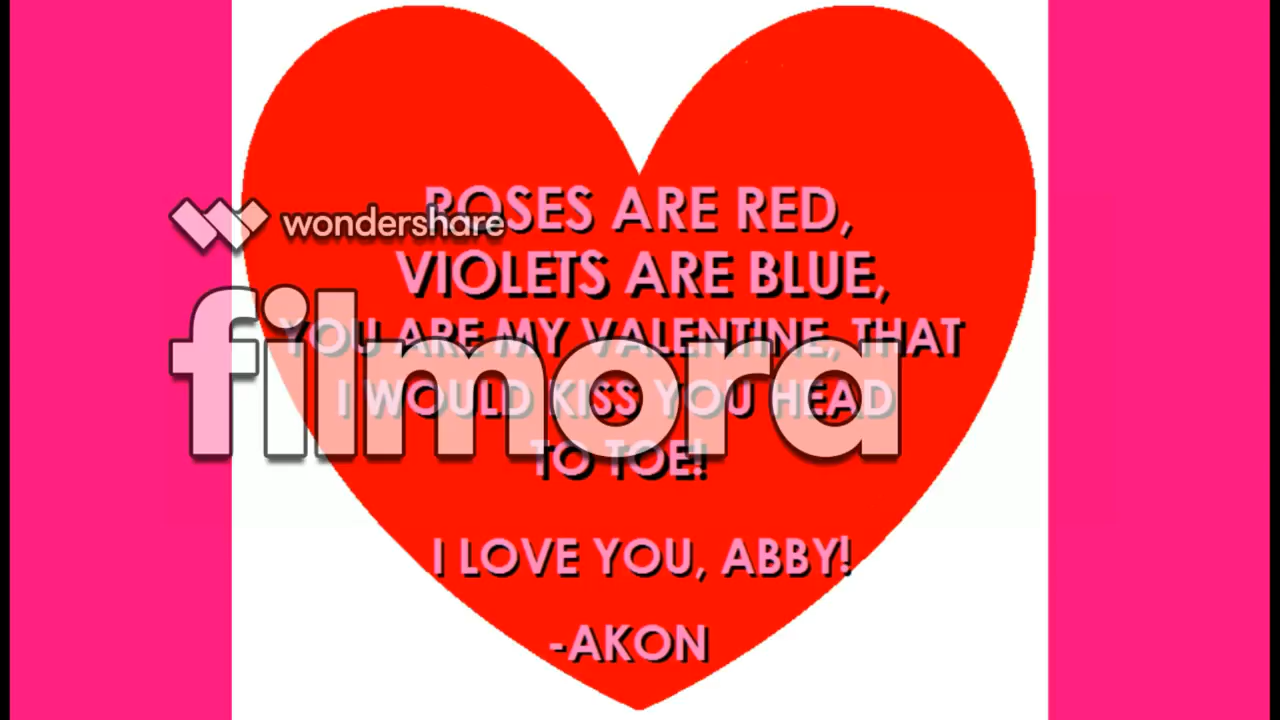 ROSES ARE RED,
wondershare
VIOLETS ARE BLUE,
filmora
YOU ARE MY VALENTINE, THAT
I WOULD KISS YOU HEAD
TO TOE!
I LOVE YOU, ABBY!
-AKON